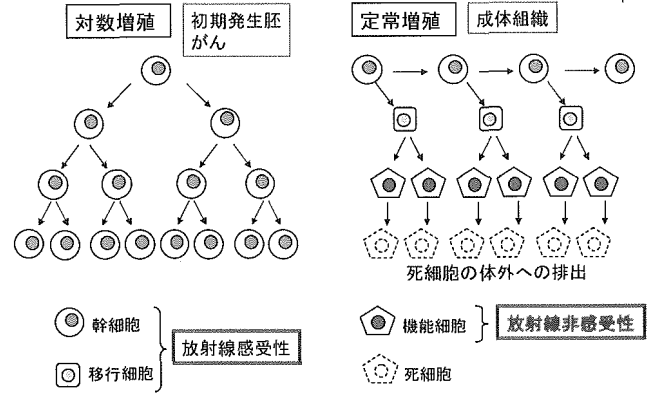 対数増殖
初期発生胚
がん
定常増殖
成体組織
死細胞の体外への排出
幹細胞
移行細胞
放射線感受性
機能細胞
死細胞
放射線非感受性